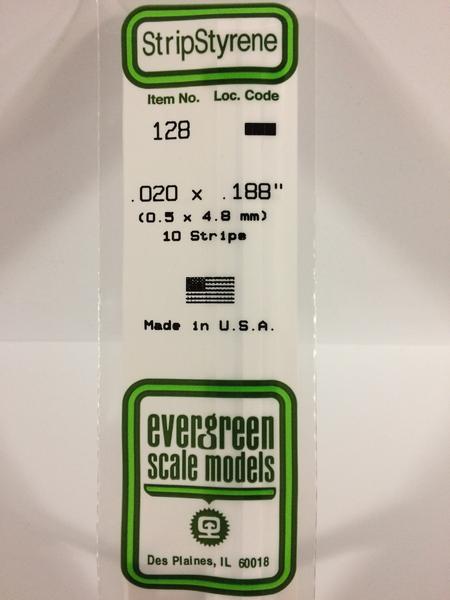 StripStyrene
Item No. Loc. Code
128
.020 x .188"
(0.5 x 4.8 mm)
10 Strips
Made in U.S.A.
evergreen
scale models
Des Plaines, IL 60018